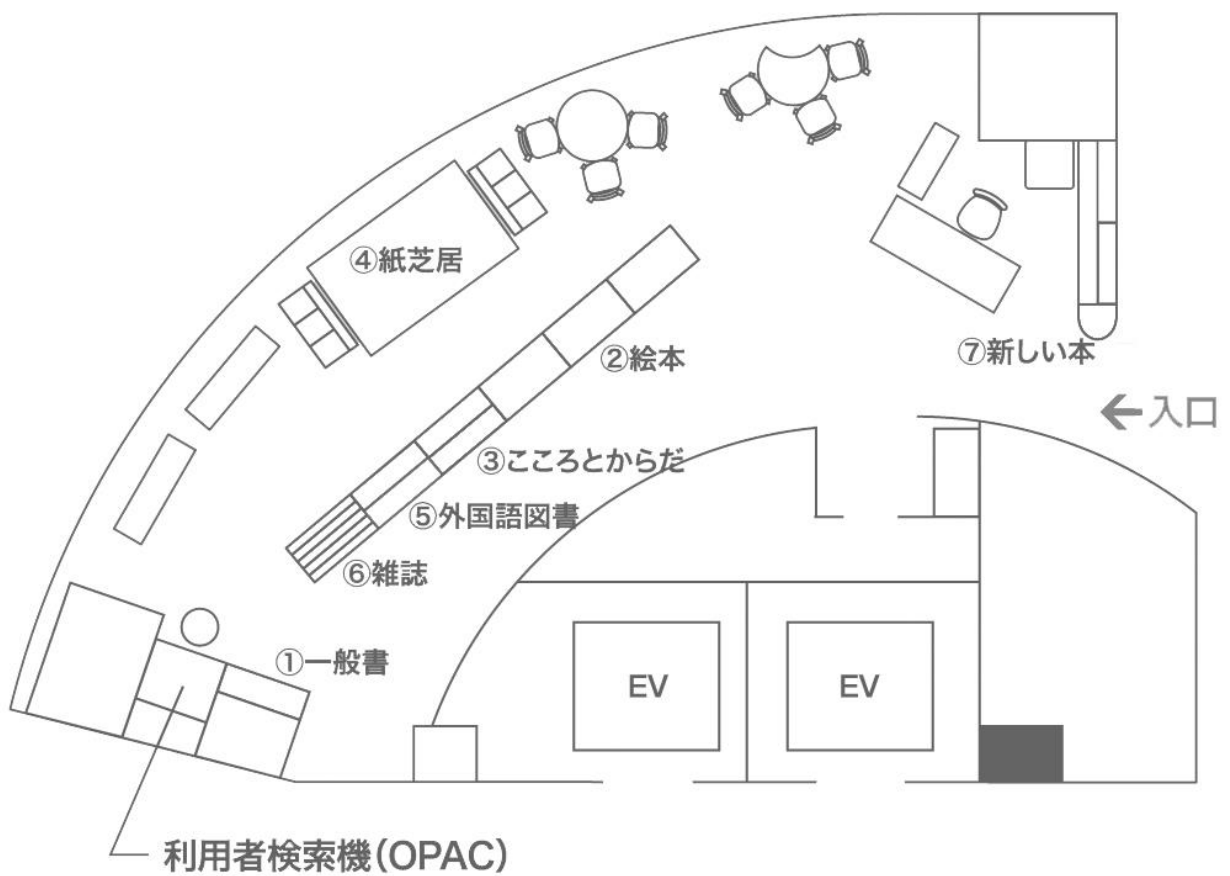 ④紙芝居
②絵本
⑦新しい本
←入口
③こころとからだ
⑤外国語図書
⑥雑誌
①一般書
EV
EV
利用者検索機(OPAC)